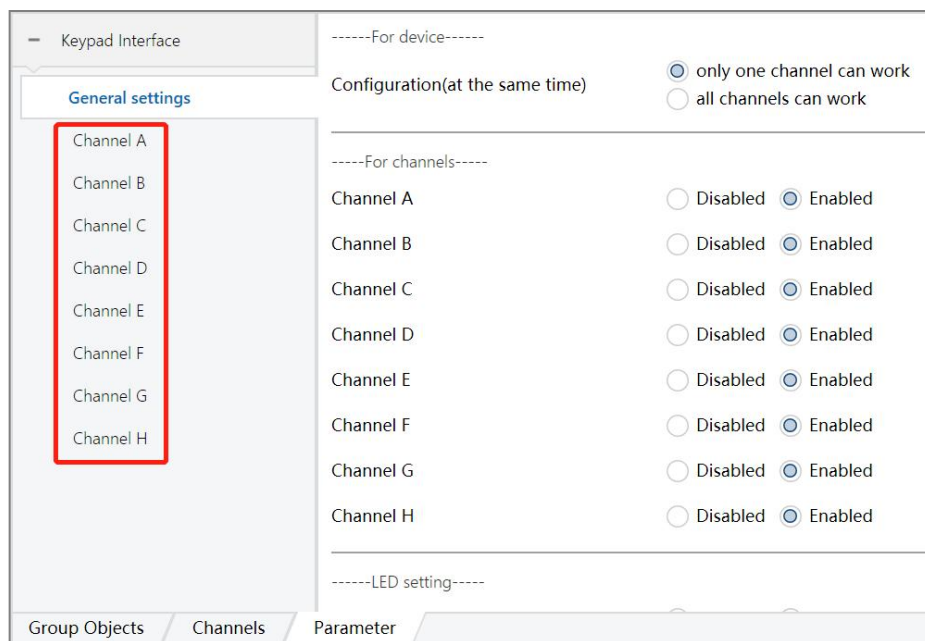 Keypad Interface
General settings
Channel A
Channel B
Channel C
Channel D
Channel E
Channel F
Channel G
Channel H
------For device------
Configuration(at the same time)
only one channel can work
all channels can work
-----For channels-----
Channel A Disabled Enabled
Channel B Disabled Enabled
Channel C Disabled Enabled
Channel D Disabled Enabled
Channel E Disabled Enabled
Channel F Disabled Enabled
Channel G Disabled Enabled
Channel H Disabled Enabled
------LED setting-----
Group Objects Channels Parameter